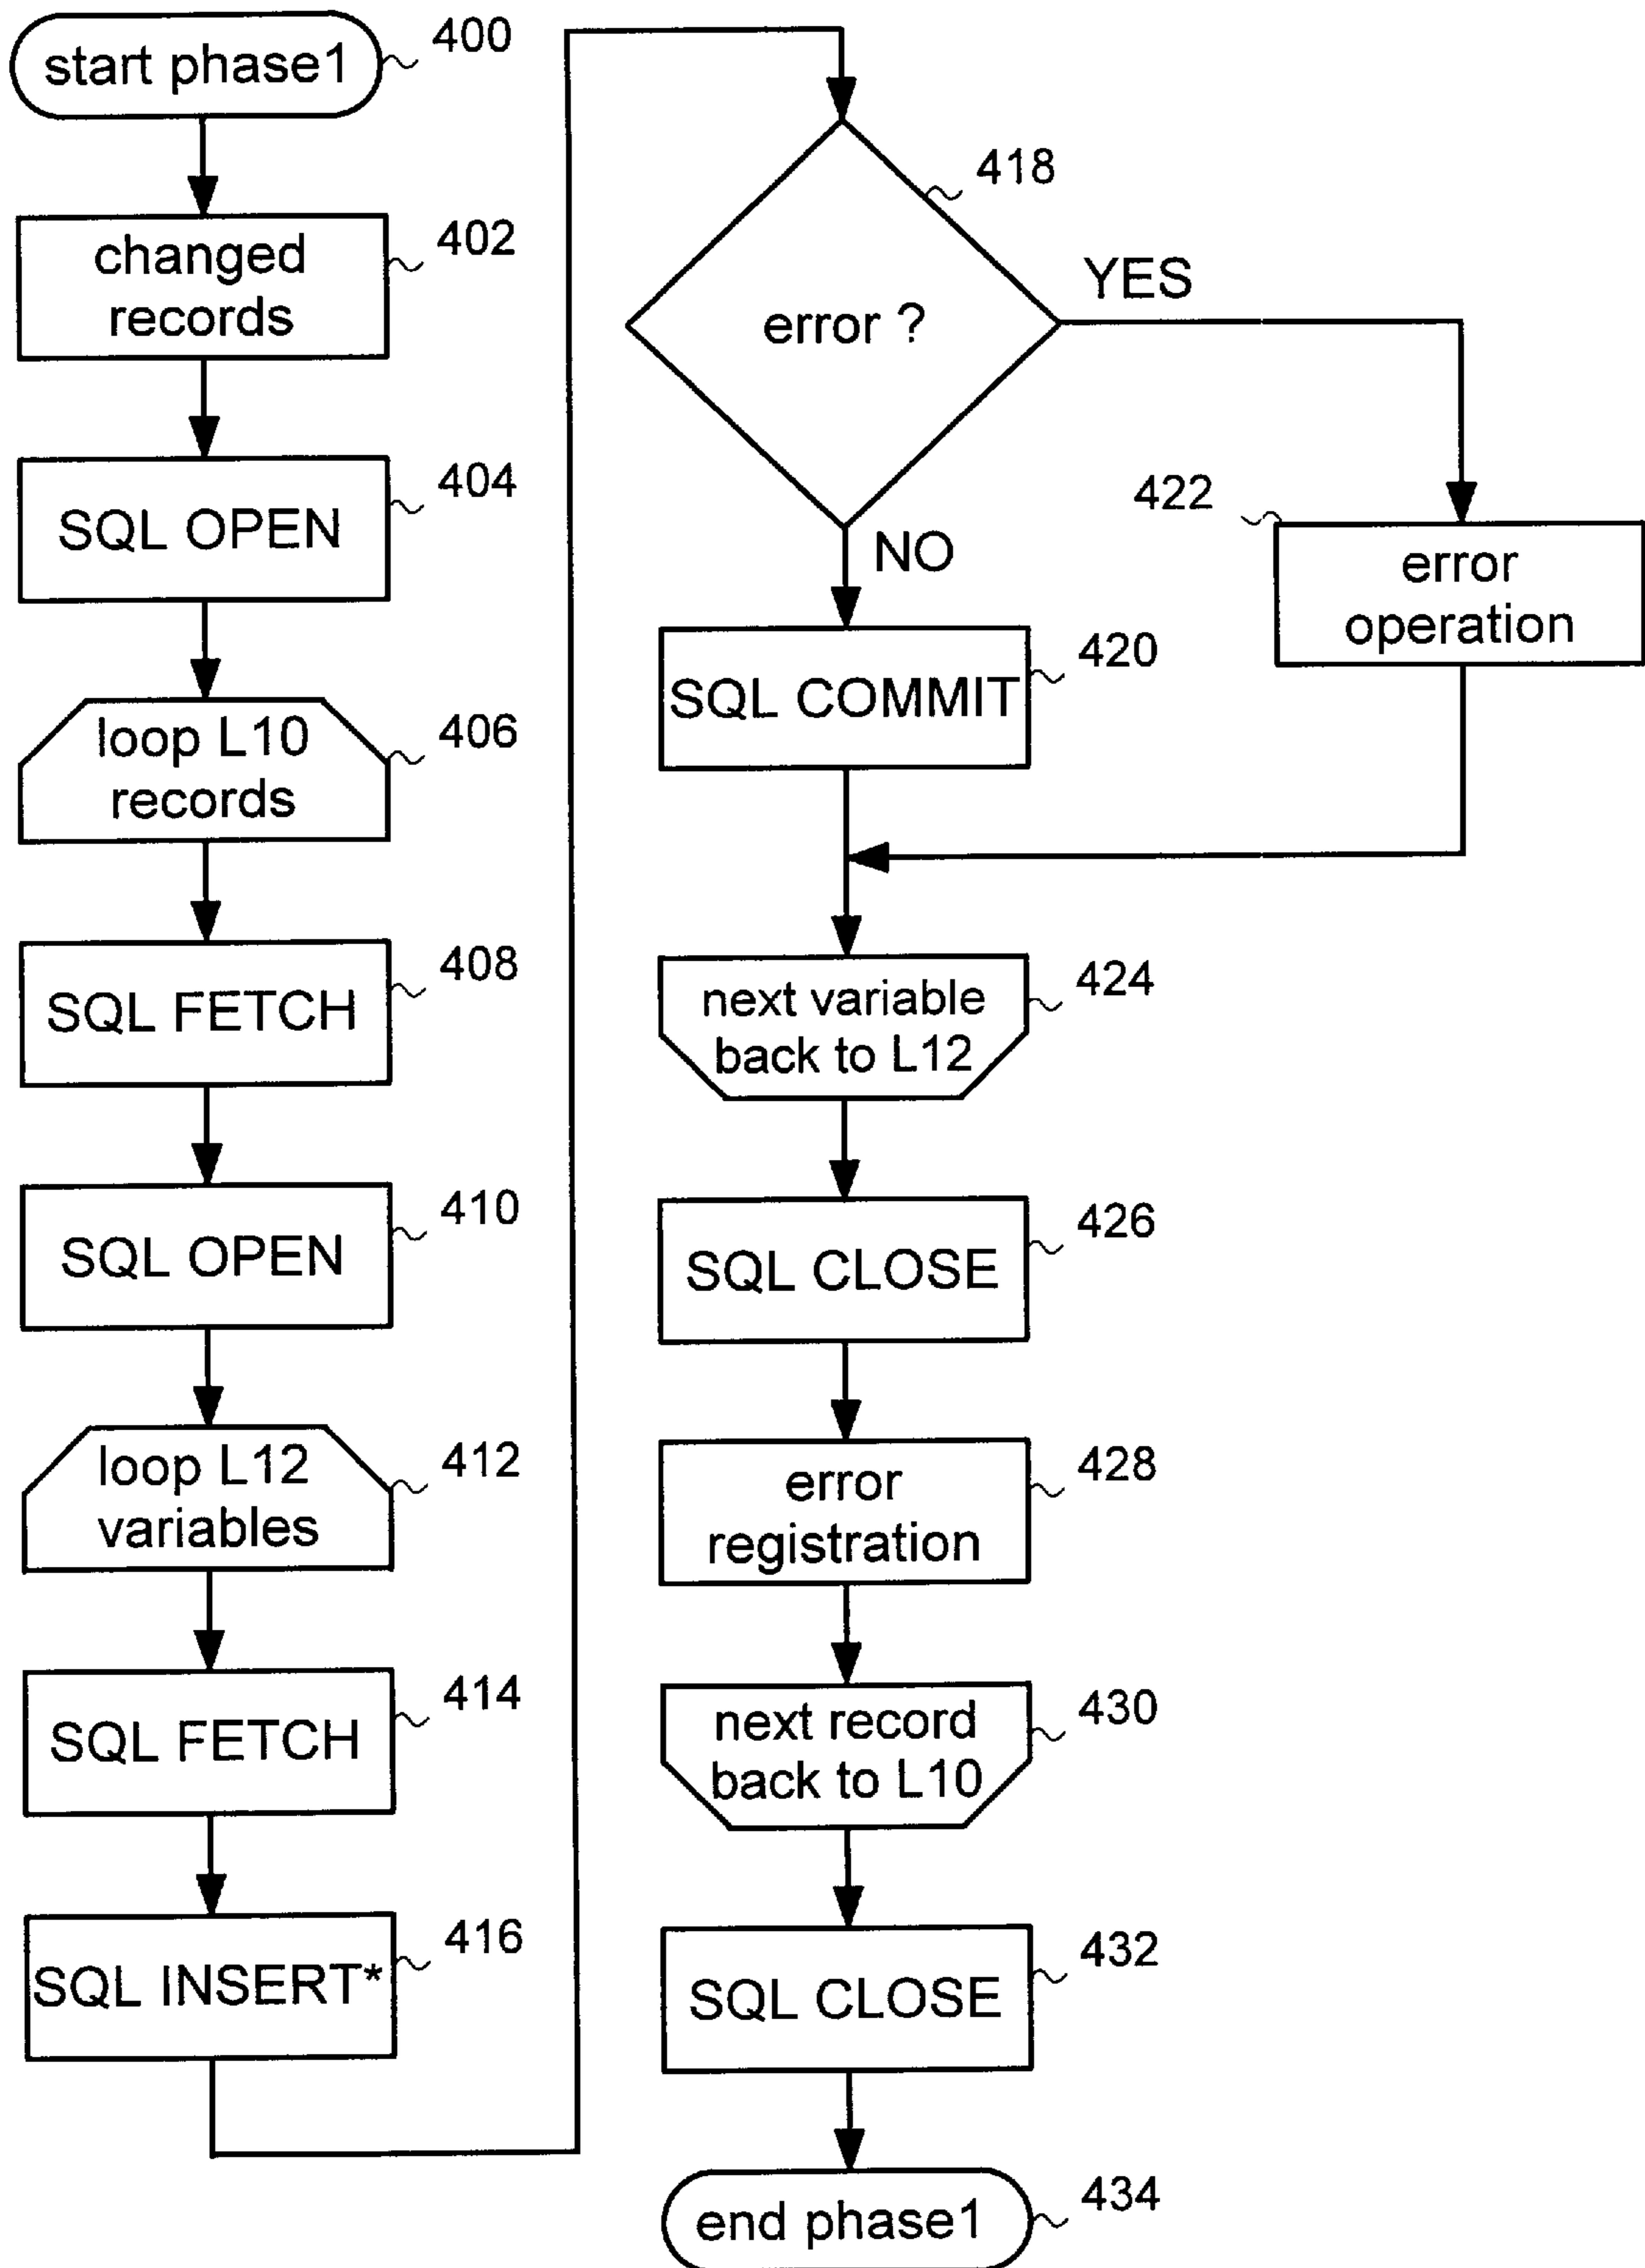 start phase1
400
changed
records
402
SQL OPEN
404
loop L10
records
406
SQL FETCH
408
SQL OPEN
410
loop L12
variables
412
SQL FETCH
414
SQL INSERT*
416
error ?
418
YES
NO
422
error
operation
SQL COMMIT
420
next variable
back to L12
424
SQL CLOSE
426
error
registration
428
next record
back to L10
430
SQL CLOSE
432
end phase1
434